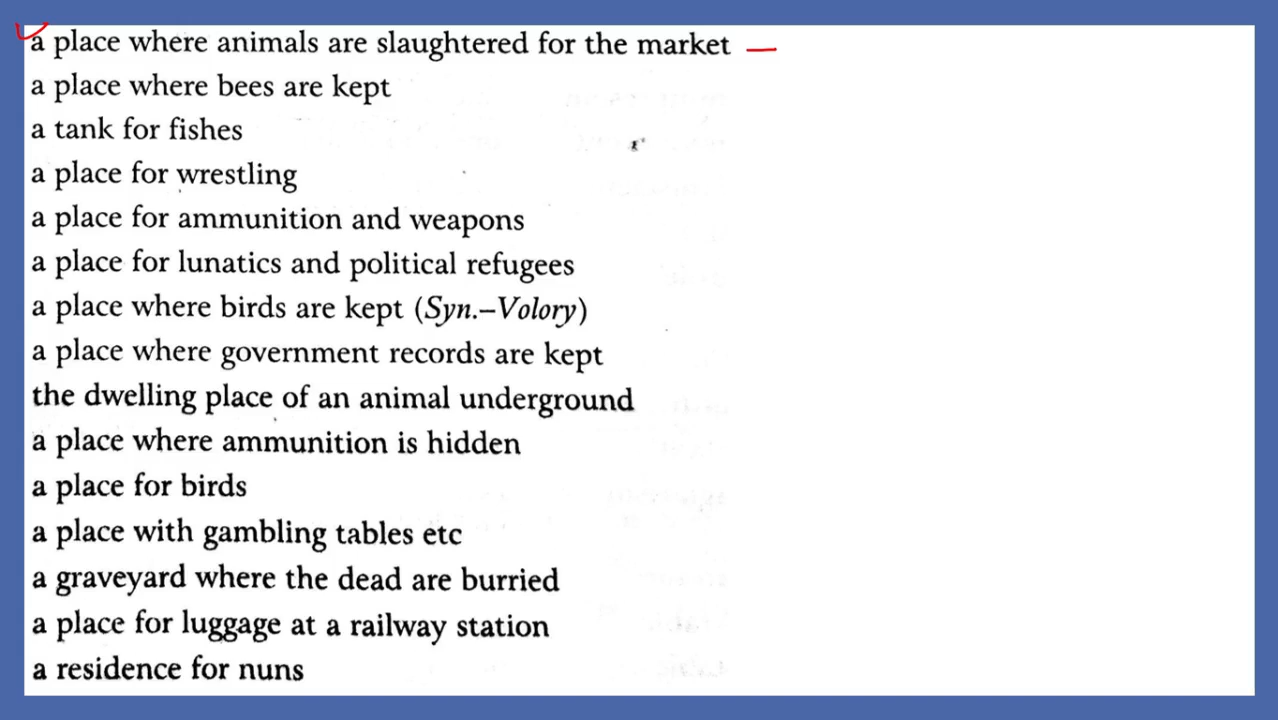 a place where animals are slaughtered for the market
a place where bees are kept
a tank for fishes
a place for wrestling
a place for ammunition and weapons
a place for lunatics and political refugees
a place where birds are kept (Syn.–Volory)
a place where government records are kept
the dwelling place of an animal underground
a place where ammunition is hidden
a place for birds
a place with gambling tables etc
a graveyard where the dead are burried
a place for luggage at a railway station
a residence for nuns